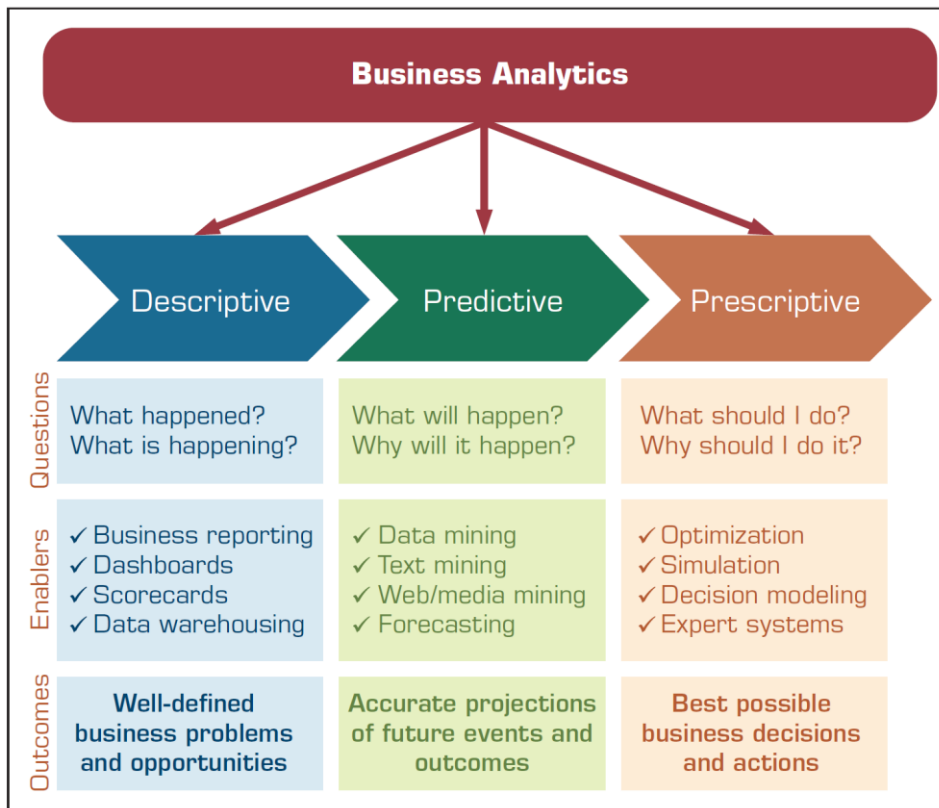 Business Analytics
Descriptive
Predictive
Prescriptive
Questions
What happened?
What is happening?
What will happen?
Why will it happen?
What should I do?
Why should I do it?
Enablers
✓ Business reporting
✓ Dashboards
✓ Scorecards
✓ Data warehousing
✓ Data mining
✓ Text mining
✓ Web/media mining
✓ Forecasting
✓ Optimization
✓ Simulation
✓ Decision modeling
✓ Expert systems
Outcomes
Well-defined
business problems
and opportunities
Accurate projections
of future events and
outcomes
Best possible
business decisions
and actions